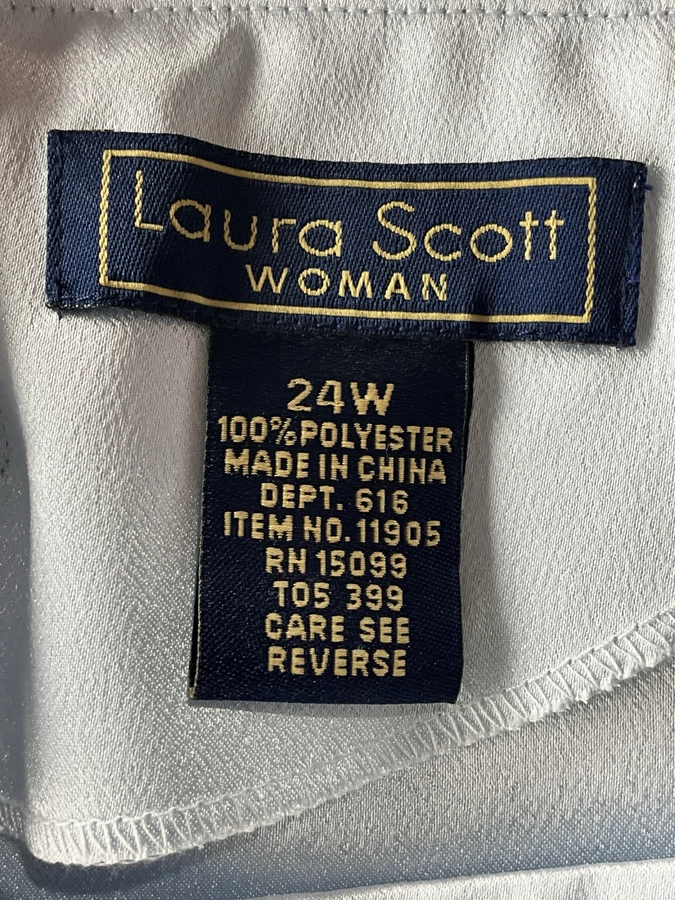 Laura Scott
WOMAN
24W
100% POLYESTER
MADE IN CHINA
DEPT. 616
ITEM NO. 11905
RN 15099
T05 399
CARE SEE
REVERSE